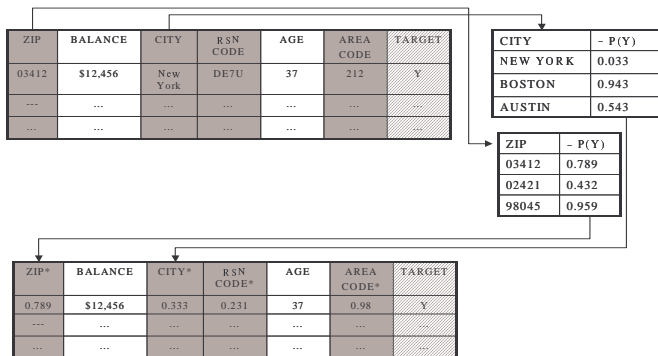 ZIP BALANCE CITY RSN CODE AGE AREA CODE TARGET
03412 $12,456 New York DE7U 37 212 Y
--- ... ... ... ... ... ...
... ... ... ... ... ... ...
CITY ~ P(Y)
NEW YORK 0.033
BOSTON 0.943
AUSTIN 0.543
ZIP ~ P(Y)
03412 0.789
02421 0.432
98045 0.959
ZIP* BALANCE CITY* RSN CODE* AGE AREA CODE* TARGET
0.789 $12,456 0.333 0.231 37 0.98 Y
--- ... ... ... ... ... ...
... ... ... ... ... ... ...